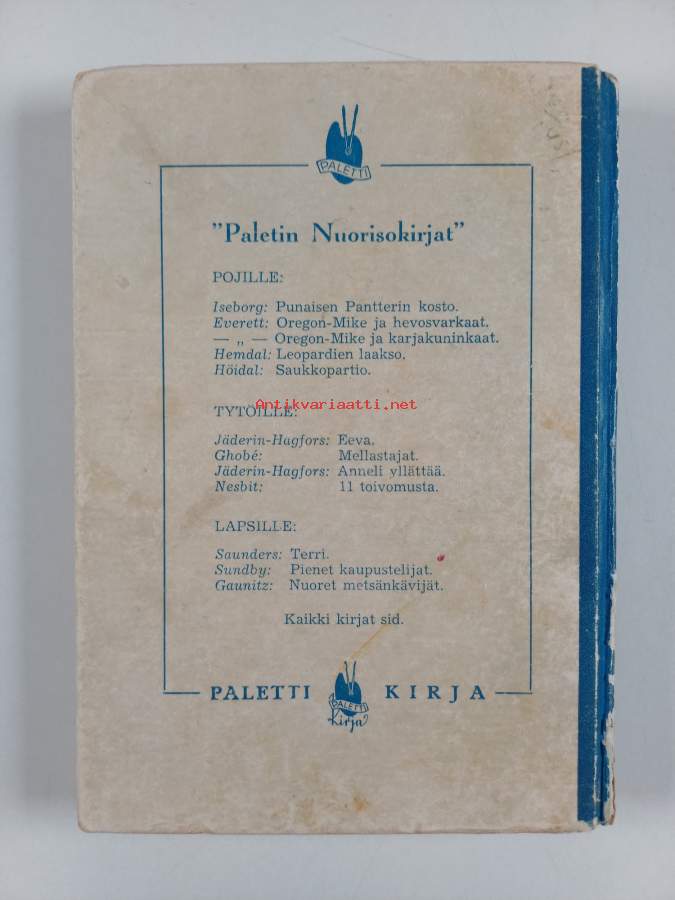 PALETTI
"Paletin Nuorisokirjat"
POJILLE:
Iseborg: Punaisen Pantterin kosto.
Everett: Oregon-Mike ja hevosvarkaat.
— „ — Oregon-Mike ja karjakuninkaat.
Hemdal: Leopardien laakso.
Höidal: Saukkopartio.
Antikvariaatti.net
TYTÖILLE:
Jäderin-Hagfors: Eeva.
Ghobé: Mellastajat.
Jäderin-Hagfors: Anneli yllättää.
Nesbit: 11 toivomusta.
LAPSILLE:
Saunders: Terri.
Sundby: Pienet kaupustelijat.
Gaunitz: Nuoret metsänkävijät.
Kaikki kirjat sid.
PALETTI KIRJA
PALETTI
Kirja